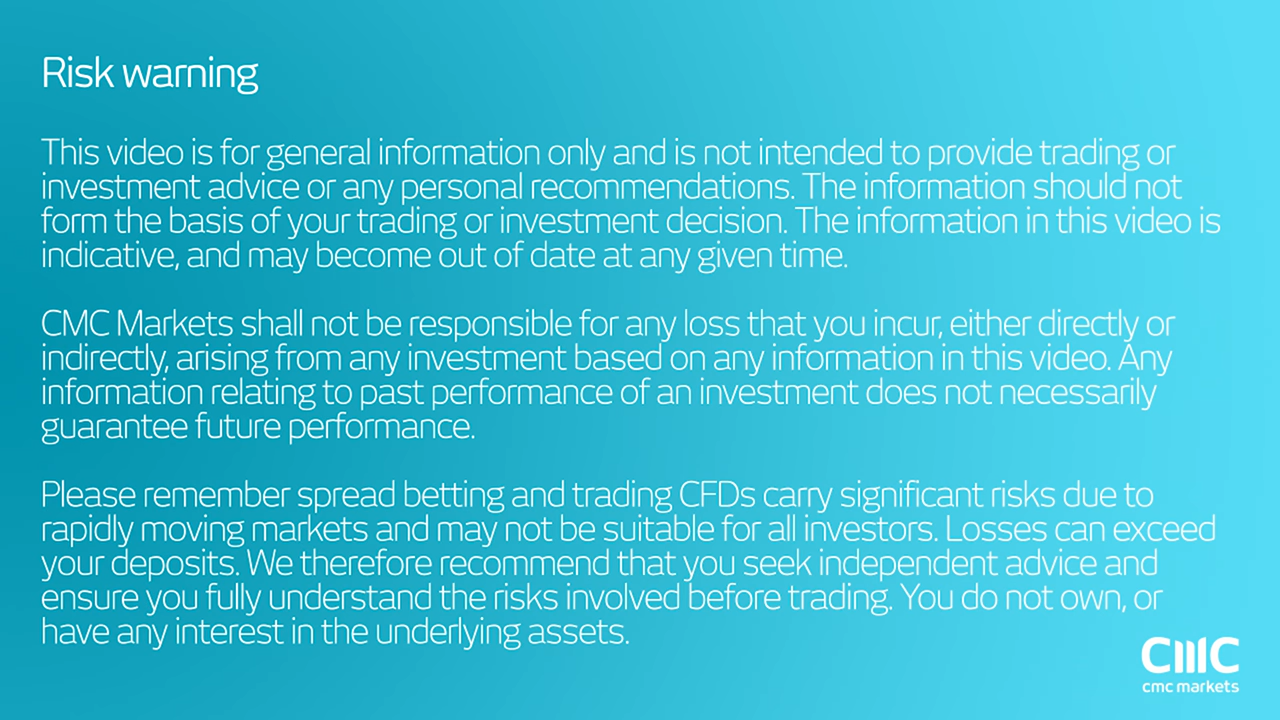 Risk warning
This video is for general information only and is not intended to provide trading or
investment advice or any personal recommendations. The information should not
form the basis of your trading or investment decision. The information in this video is
indicative, and may become out of date at any given time.
CMC Markets shall not be responsible for any loss that you incur, either directly or
indirectly, arising from any investment based on any information in this video. Any
information relating to past performance of an investment does not necessarily
guarantee future performance.
Please remember spread betting and trading CFDs carry significant risks due to
rapidly moving markets and may not be suitable for all investors. Losses can exceed
your deposits. We therefore recommend that you seek independent advice and
ensure you fully understand the risks involved before trading. You do not own, or
have any interest in the underlying assets.
CMC
cmc markets